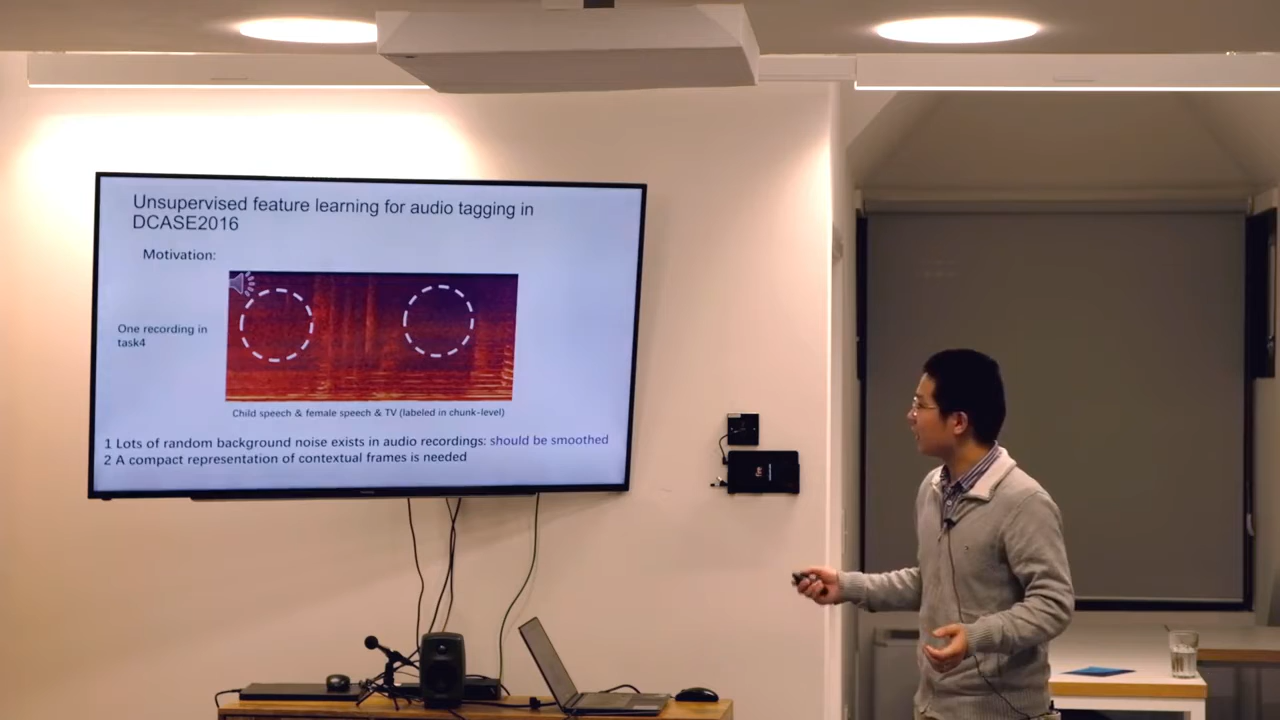 Unsupervised feature learning for audio tagging in
DCASE2016
Motivation:
One recording in
task4
Child speech & female speech & TV (labeled in chunk-level)
1 Lots of random background noise exists in audio recordings: should be smoothed
2 A compact representation of contextual frames is needed